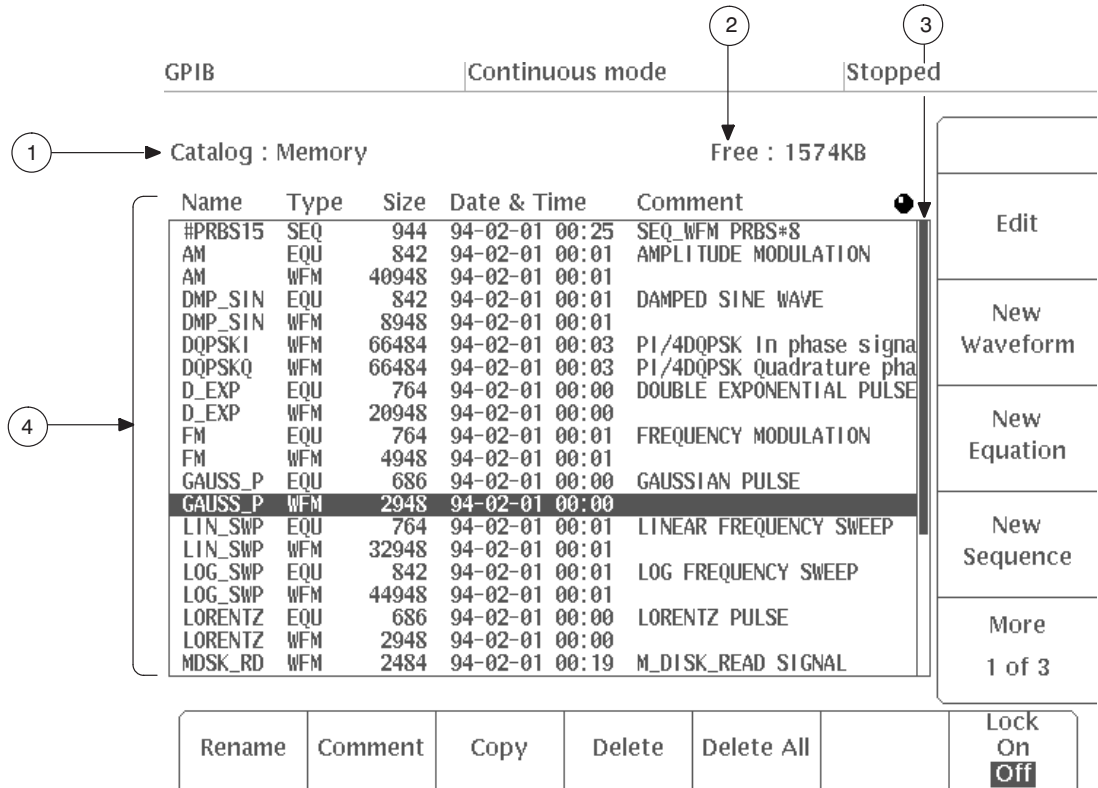 2
3
GPIB Continuous mode Stopped
1
Catalog : Memory Free : 1574KB
Name Type Size Date & Time Comment
#PRBS15 SEQ 944 94-02-01 00:25 SEQ_WFM PRBS*8
AM EQU 842 94-02-01 00:01 AMPLITUDE MODULATION
AM WFM 40948 94-02-01 00:01
DMP_SIN EQU 842 94-02-01 00:01 DAMPED SINE WAVE
DMP_SIN WFM 8948 94-02-01 00:01
DQPSKI WFM 66484 94-02-01 00:03 PI/4DQPSK In phase signa
DQPSKQ WFM 66484 94-02-01 00:03 PI/4DQPSK Quadrature pha
D_EXP EQU 764 94-02-01 00:00 DOUBLE EXPONENTIAL PULSE
D_EXP WFM 20948 94-02-01 00:00
FM EQU 764 94-02-01 00:01 FREQUENCY MODULATION
FM WFM 4948 94-02-01 00:01
GAUSS_P EQU 686 94-02-01 00:00 GAUSSIAN PULSE
GAUSS_P WFM 2948 94-02-01 00:00
LIN_SWP EQU 764 94-02-01 00:01 LINEAR FREQUENCY SWEEP
LIN_SWP WFM 32948 94-02-01 00:01
LOG_SWP EQU 842 94-02-01 00:01 LOG FREQUENCY SWEEP
LOG_SWP WFM 44948 94-02-01 00:01
LORENTZ EQU 686 94-02-01 00:00 LORENTZ PULSE
LORENTZ WFM 2948 94-02-01 00:00
MDSK_RD WFM 2484 94-02-01 00:19 M_DISK_READ SIGNAL
4
Edit
New
Waveform
New
Equation
New
Sequence
More
1 of 3
Rename Comment Copy Delete Delete All
Lock
On
Off